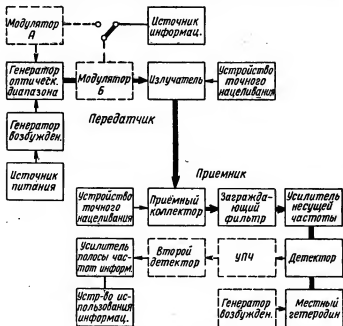 Модулятор
А
Источник
информац.
Генератор
оптическ.
диапазона
Модулятор
Б
Излучатель
Устройство
точного
нацеливания
Передатчик
Генератор
возбужден.
Источник
питания
Приемник
Устройство
точного
нацеливания
Приёмный
коллектор
Заграждаю-
щий
фильтр
Усилитель
несущей
частоты
Усилитель
полосы час-
тот информ.
Второй
детектор
УПЧ
Детектор
Устр-во ис-
пользования
информац.
Генератор
возбужден.
Местный
гетеродин